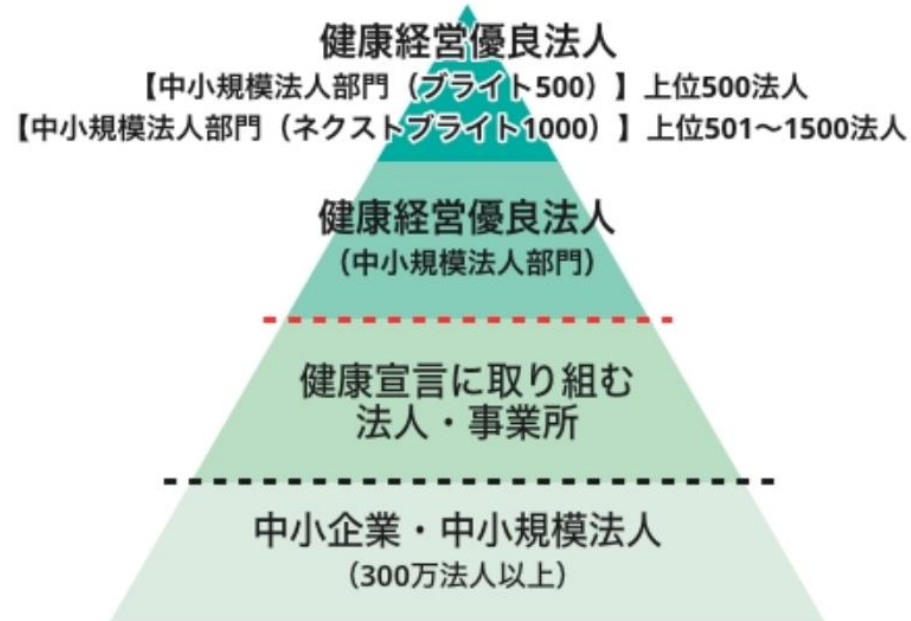 健康経営優良法人
【中小規模法人部門（ブライト500）】上位500法人
【中小規模法人部門（ネクストブライト1000）】上位501～1500法人
健康経営優良法人
（中小規模法人部門）
健康宣言に取り組む
法人・事業所
中小企業・中小規模法人
（300万法人以上）